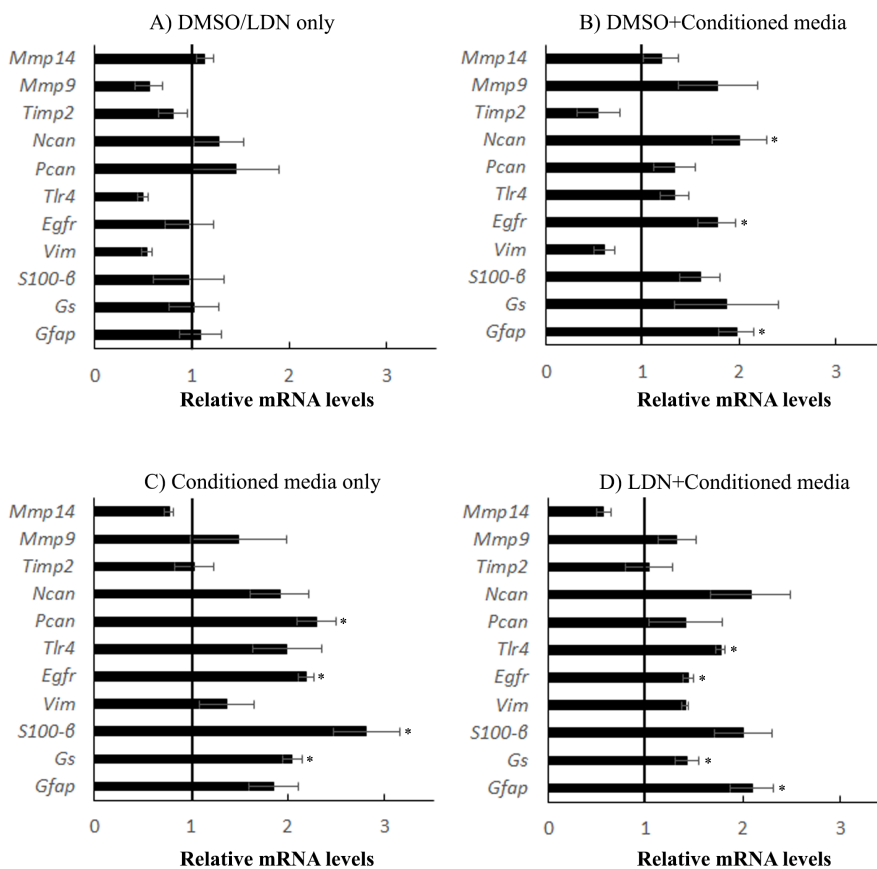 A) DMSO/LDN only
Mmp14
Mmp9
Timp2
Ncan
Pcan
Tlr4
Egfr
Vim
S100-β
Gs
Gfap
0 1 2 3
Relative mRNA levels
B) DMSO+Conditioned media
Mmp14
Mmp9
Timp2
Ncan *
Pcan
Tlr4
Egfr *
Vim
S100-β
Gs
Gfap *
0 1 2 3
Relative mRNA levels
C) Conditioned media only
Mmp14
Mmp9
Timp2
Ncan
Pcan *
Tlr4
Egfr *
Vim
S100-β *
Gs *
Gfap
0 1 2 3
Relative mRNA levels
D) LDN+Conditioned media
Mmp14
Mmp9
Timp2
Ncan
Pcan
Tlr4 *
Egfr *
Vim
S100-β
Gs *
Gfap *
0 1 2 3
Relative mRNA levels